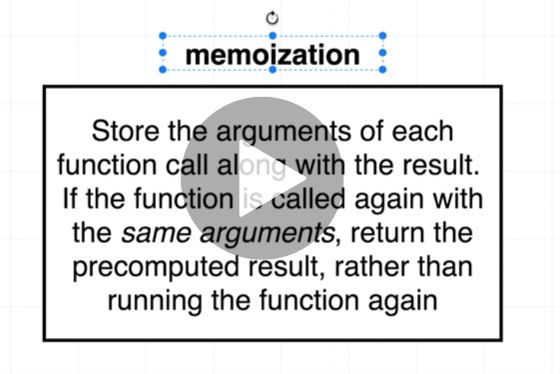 memoization
Store the arguments of each
function call along with the result.
If the function is called again with
the same arguments, return the
precomputed result, rather than
running the function again